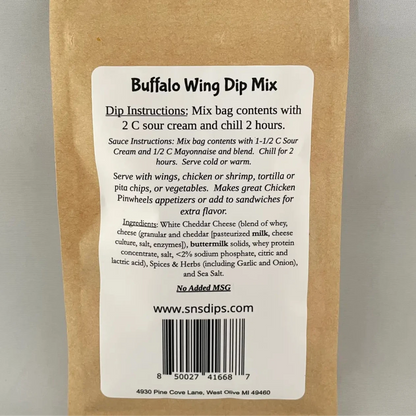 Buffalo Wing Dip Mix
Dip Instructions: Mix bag contents with
2 C sour cream and chill 2 hours.
Sauce Instructions: Mix bag contents with 1-1/2 C Sour
Cream and 1/2 C Mayonnaise and blend. Chill for 2
hours. Serve cold or warm.
Serve with wings, chicken or shrimp, tortilla or
pita chips, or vegetables. Makes great Chicken
Pinwheels appetizers or add to sandwiches for
extra flavor.
Ingredients: White Cheddar Cheese (blend of whey,
cheese (granular and cheddar [pasteurized milk, cheese
culture, salt, enzymes]), buttermilk solids, whey protein
concentrate, salt, <2% sodium phosphate, citric and
lactric acid), Spices & Herbs (including Garlic and Onion),
and Sea Salt.
No Added MSG
www.snsdips.com
8 50027 41668 7
4930 Pine Cove Lane, West Olive MI 49460